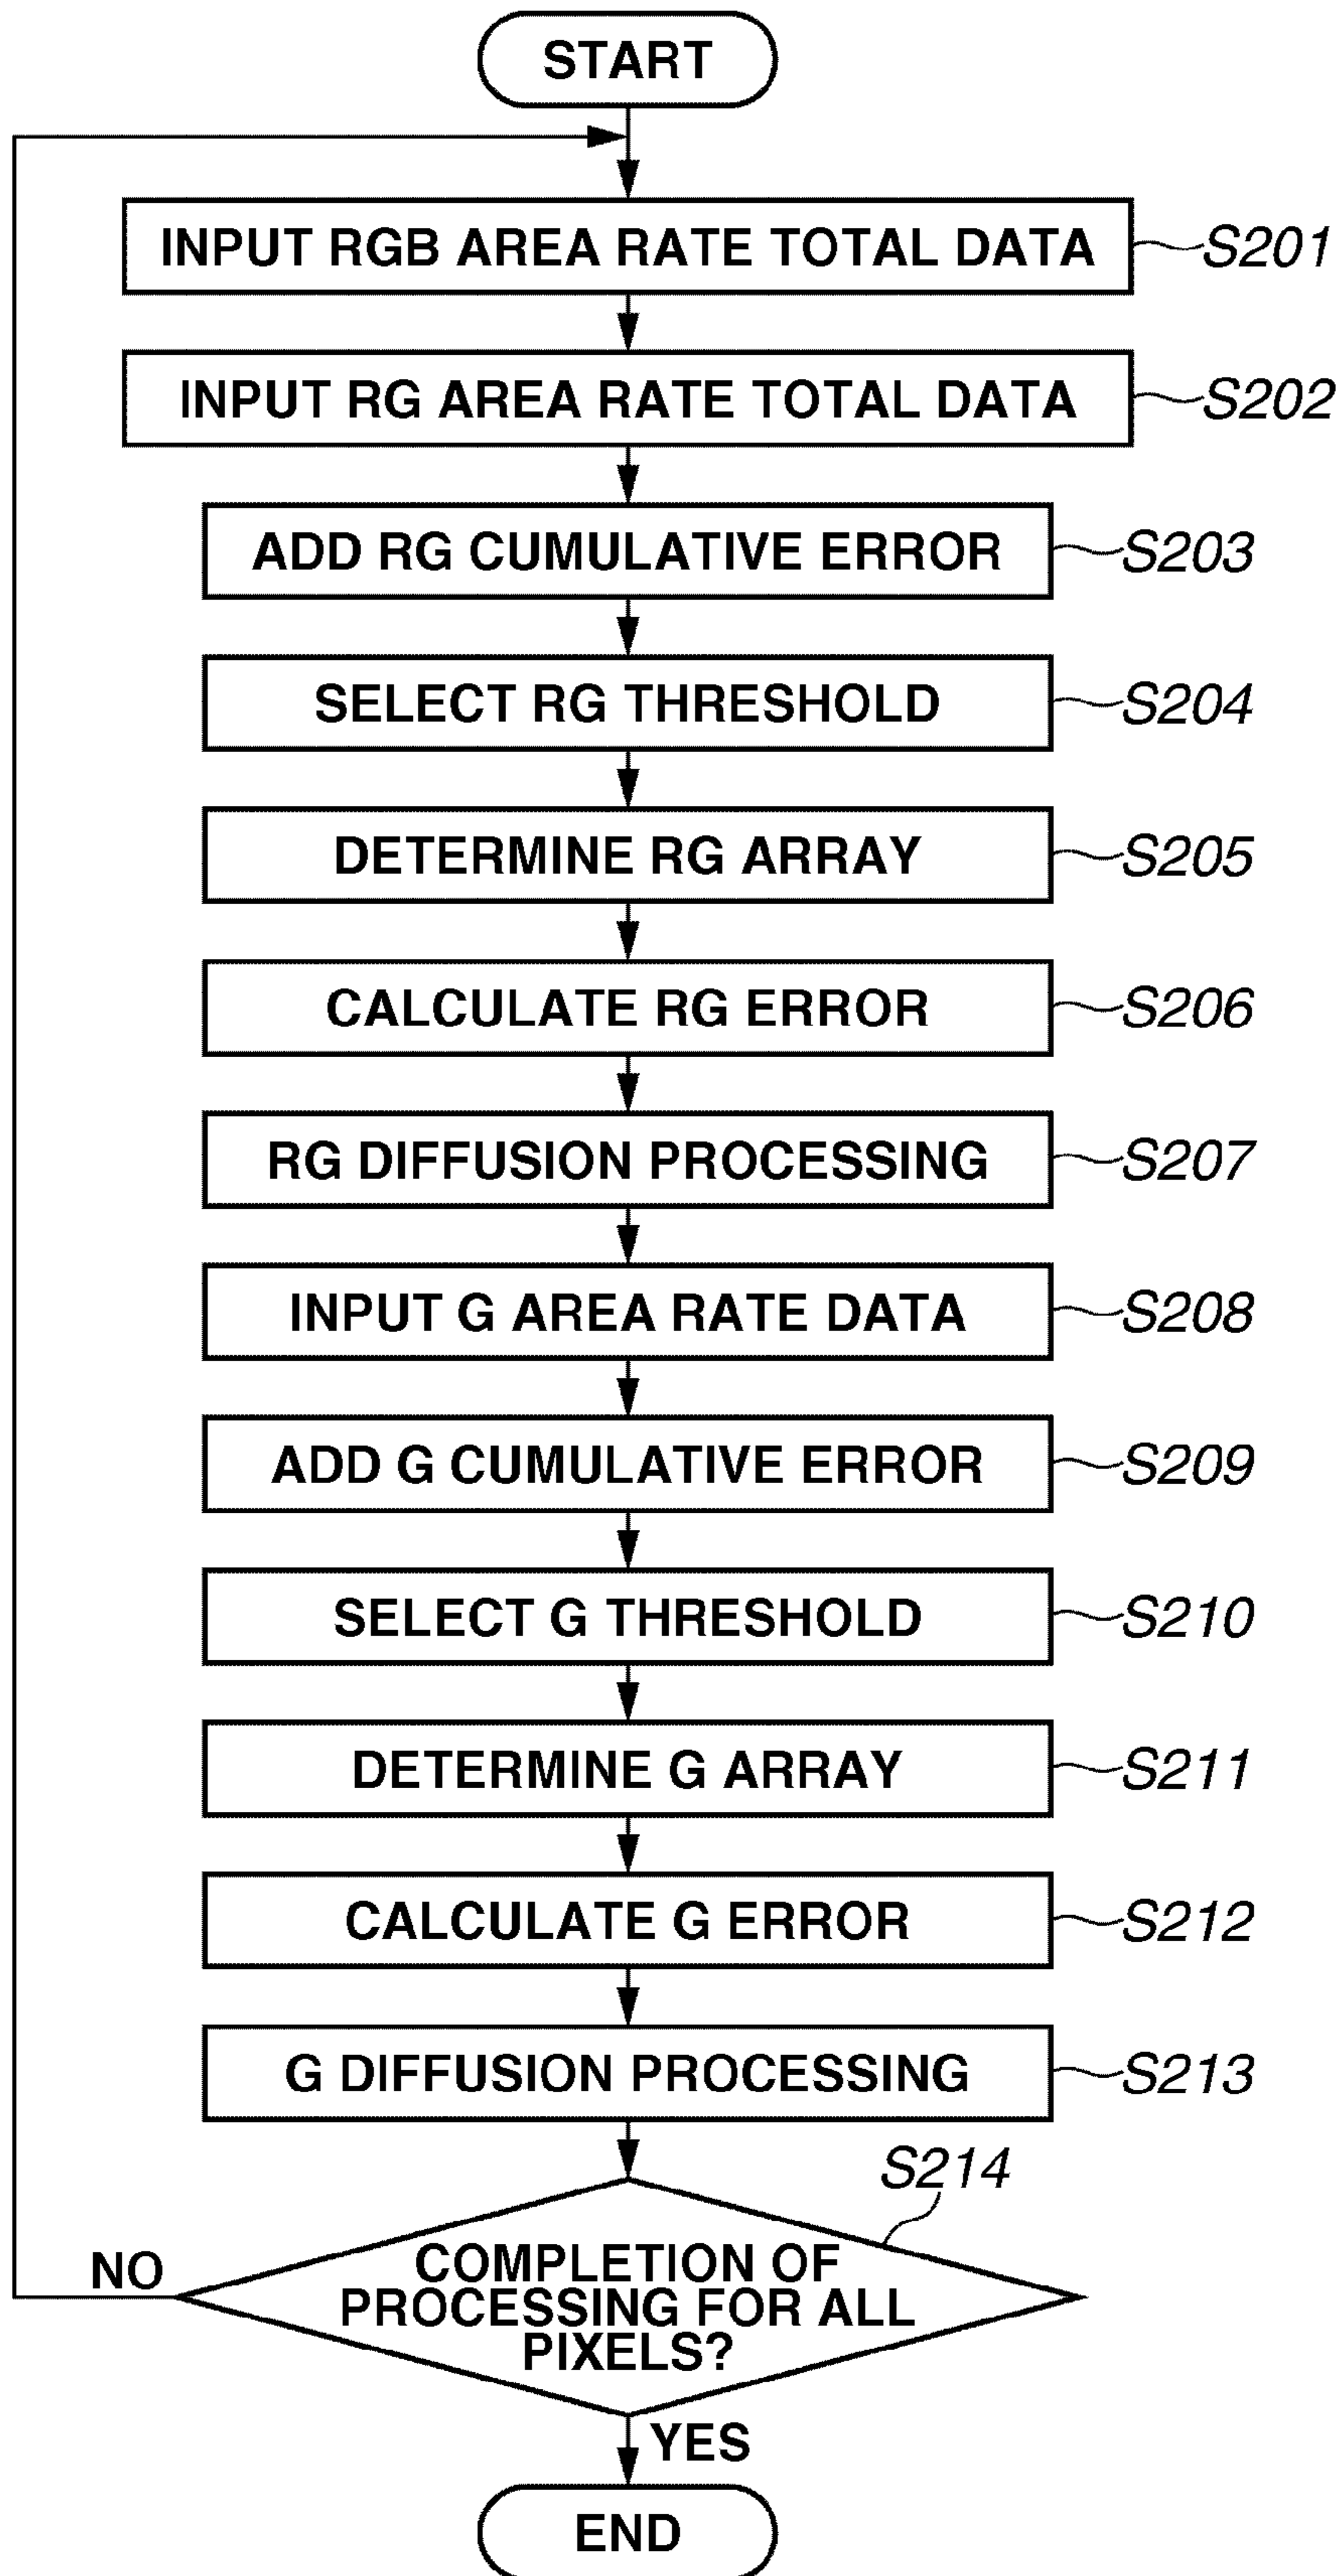 START
INPUT RGB AREA RATE TOTAL DATA
S201
INPUT RG AREA RATE TOTAL DATA
S202
ADD RG CUMULATIVE ERROR
S203
SELECT RG THRESHOLD
S204
DETERMINE RG ARRAY
S205
CALCULATE RG ERROR
S206
RG DIFFUSION PROCESSING
S207
INPUT G AREA RATE DATA
S208
ADD G CUMULATIVE ERROR
S209
SELECT G THRESHOLD
S210
DETERMINE G ARRAY
S211
CALCULATE G ERROR
S212
G DIFFUSION PROCESSING
S213
S214
COMPLETION OF
PROCESSING FOR ALL
PIXELS?
NO
YES
END